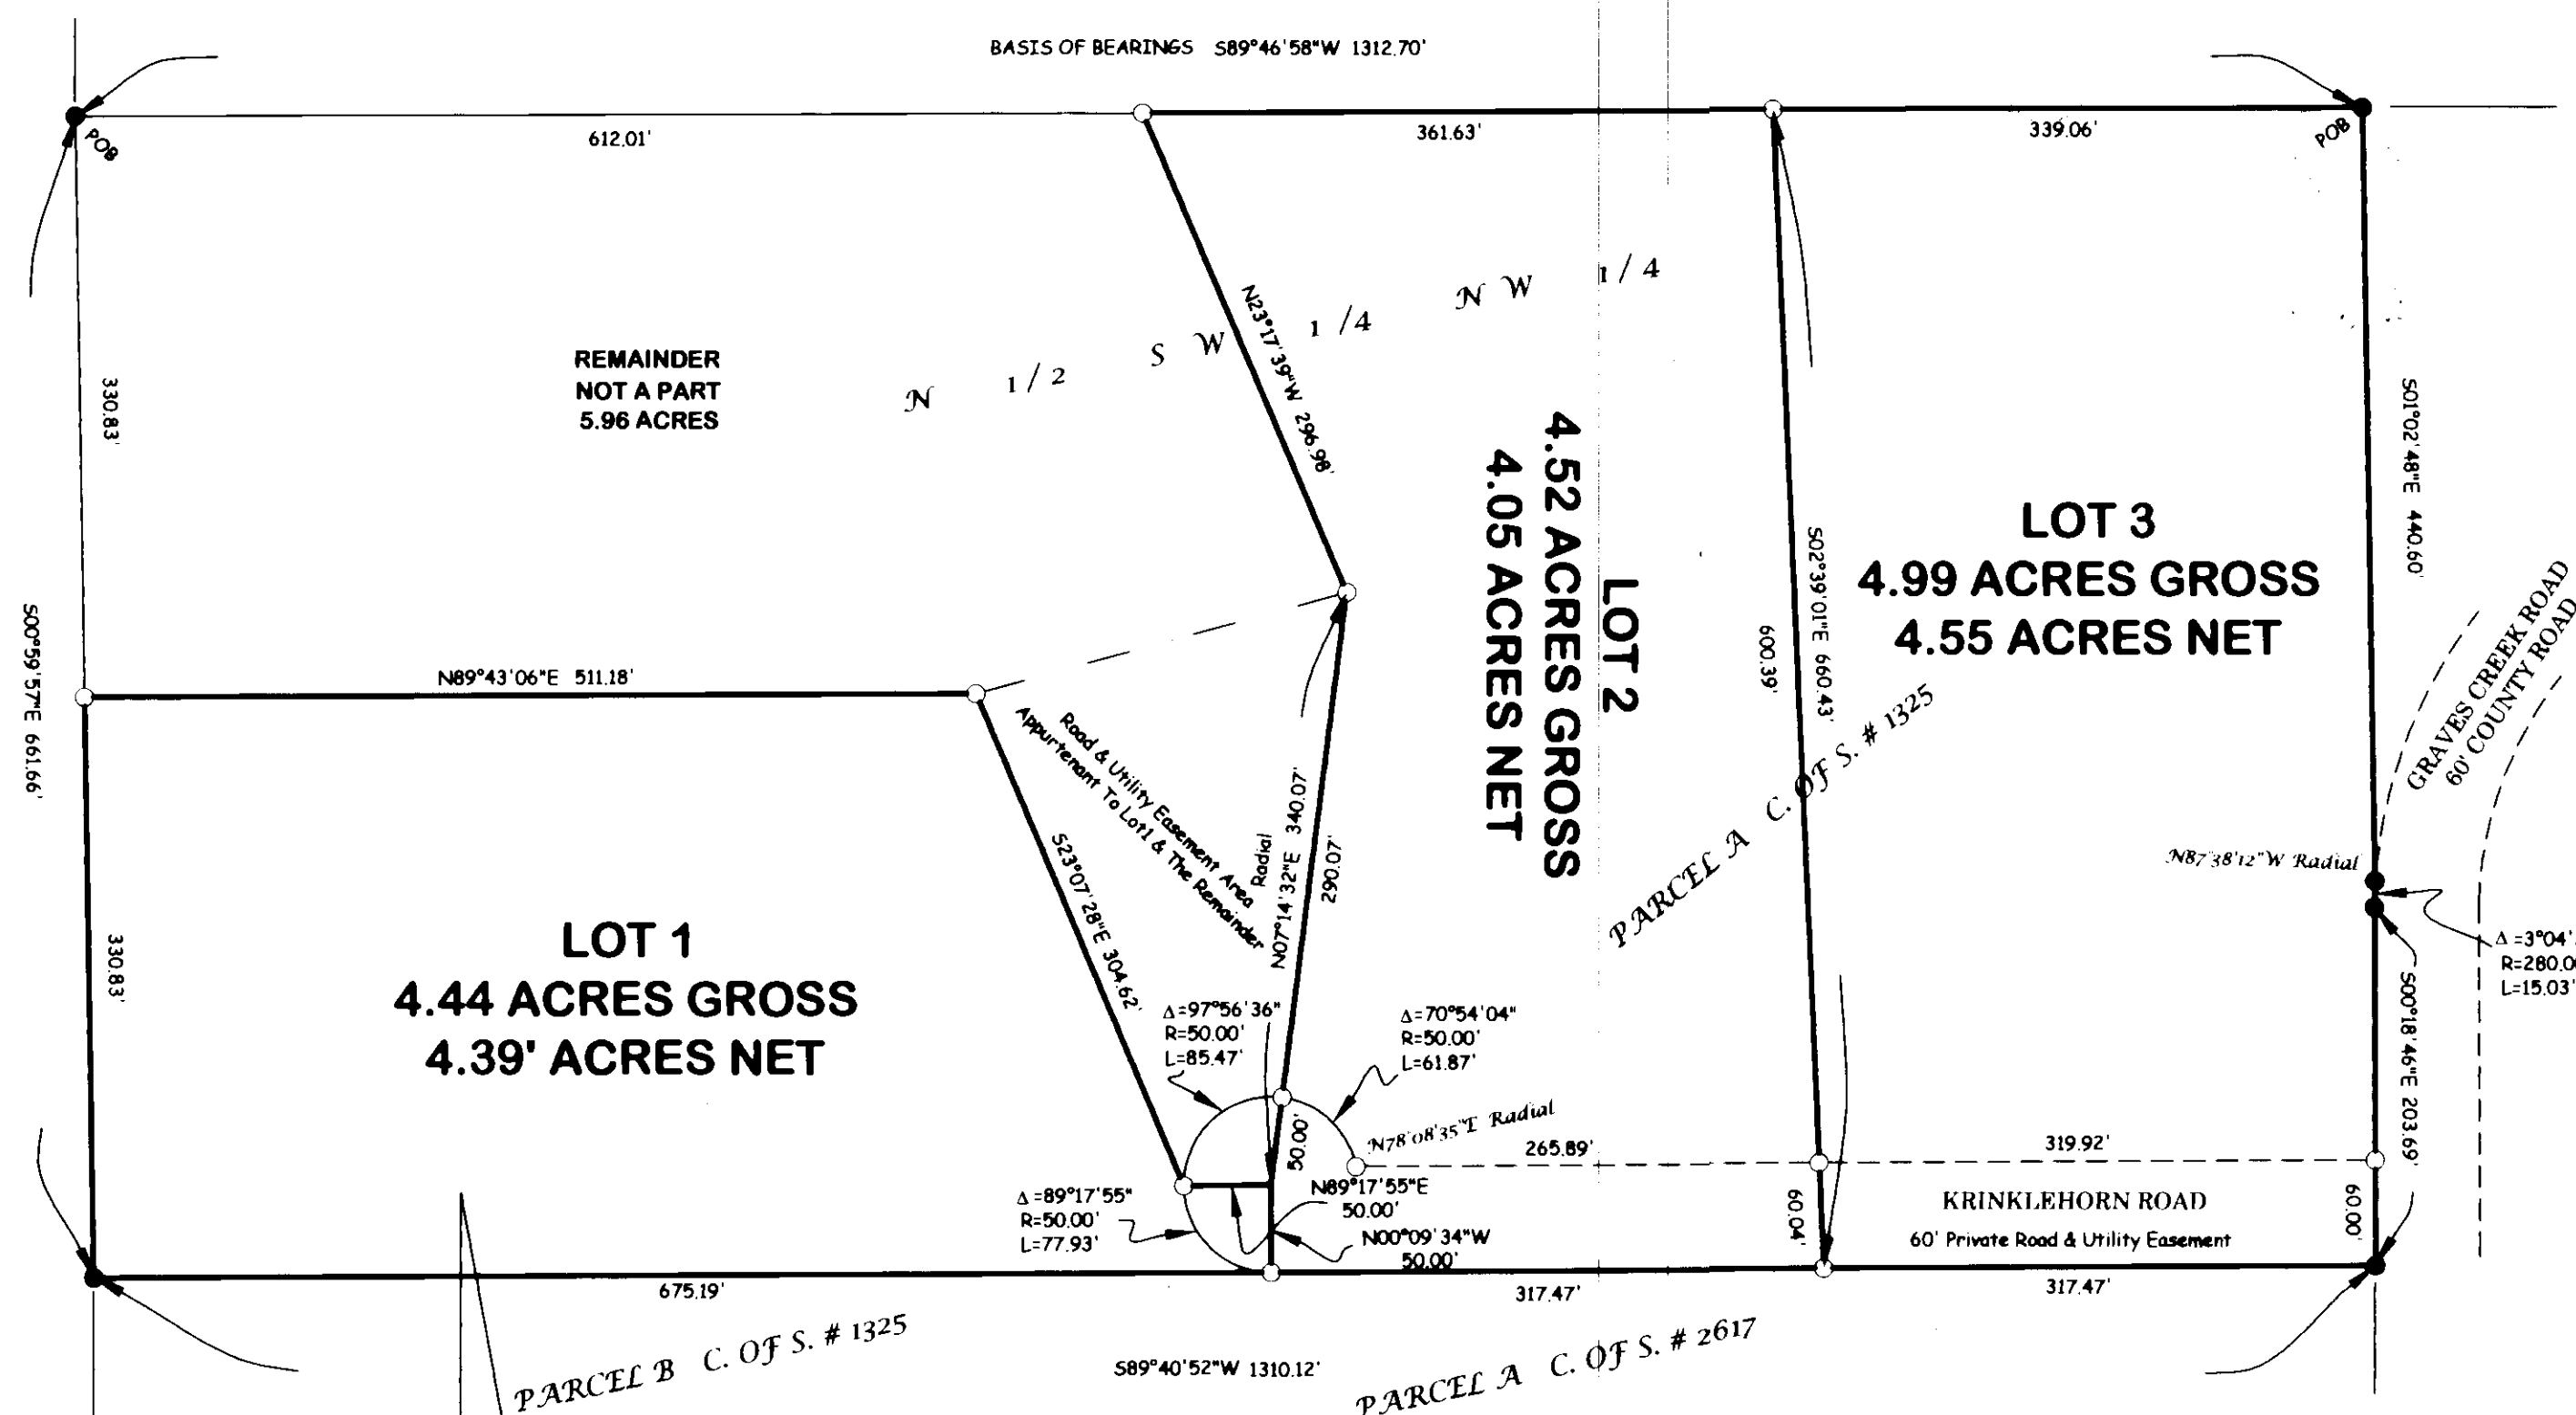 BASIS OF BEARINGS S89°46'58"W 1312.70'
POB
612.01'
361.63'
339.06'
POB
N 1/2 SW 1/4 NW 1/4
N23°17'39"W 296.98'
REMAINDER
NOT A PART
5.96 ACRES
330.83'
S00°59'57"E 661.66'
S01°02'48"E 440.60'
LOT 2
4.52 ACRES GROSS
4.05 ACRES NET
LOT 3
4.99 ACRES GROSS
4.55 ACRES NET
S02°39'01"E 660.43'
600.39'
GRAVES CREEK ROAD
60' COUNTY ROAD
N89°43'06"E 511.18'
Road & Utility Easement Area
Appurtenant To Lot1 & The Remainder
PARCEL A C. OF S. # 1325
Radial
N07°14'32"E 340.07'
290.07'
S23°07'28"E 304.62'
N87°38'12"W Radial
Δ=3°04'
R=280.0
L=15.03'
S00°18'46"E 203.69'
LOT 1
4.44 ACRES GROSS
4.39' ACRES NET
330.83'
Δ=97°56'36"
R=50.00'
L=85.47'
Δ=70°54'04"
R=50.00'
L=61.87'
N78°08'35"E Radial
50.00'
265.89'
319.92'
Δ=89°17'55"
R=50.00'
L=77.93'
N89°17'55"E
50.00'
N00°09'34"W
50.00'
60.04'
KRINKLEHORN ROAD
60' Private Road & Utility Easement
60.00'
675.19'
317.47'
317.47'
PARCEL B C. OF S. # 1325
S89°40'52"W 1310.12'
PARCEL A C. OF S. # 2617